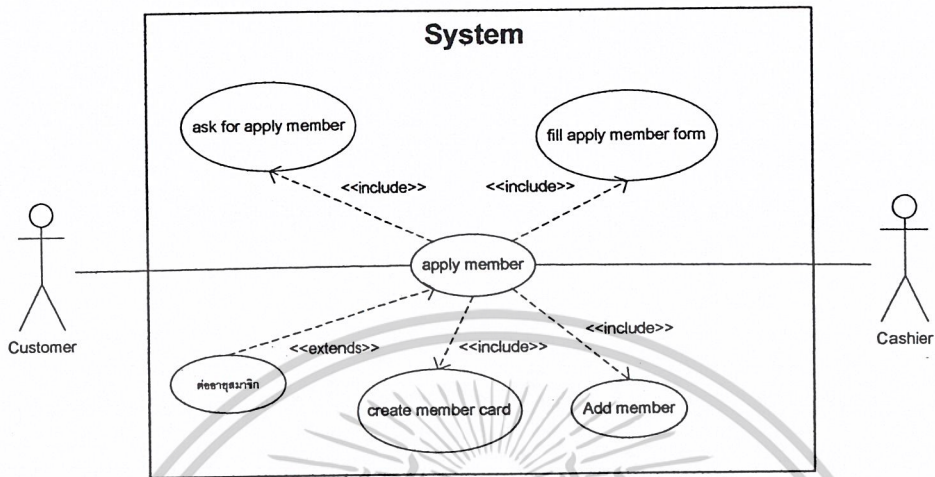 System
ask for apply member
fill apply member form
<<include>>
<<include>>
apply member
Customer
Cashier
<<extends>>
<<include>>
<<include>>
ต่ออายุสมาชิก
create member card
Add member